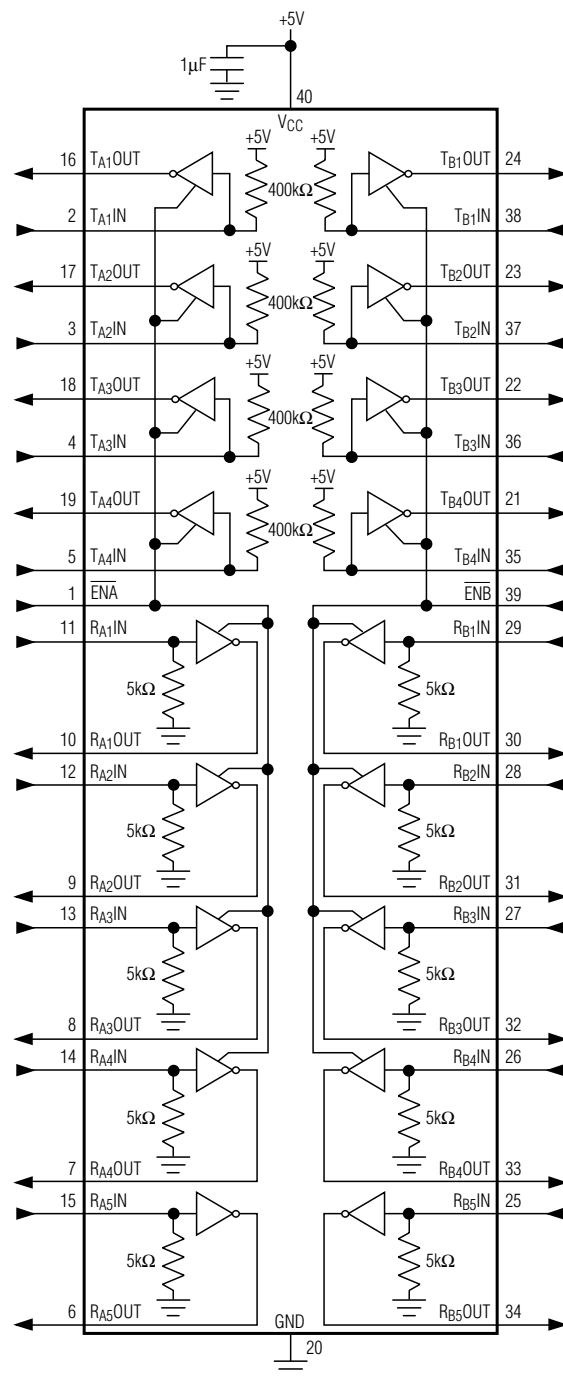 +5V
1µF
40
VCC
16 TA1OUT +5V +5V TB1OUT 24
400kΩ
2 TA1IN TB1IN 38
17 TA2OUT +5V +5V TB2OUT 23
400kΩ
3 TA2IN TB2IN 37
18 TA3OUT +5V +5V TB3OUT 22
400kΩ
4 TA3IN TB3IN 36
19 TA4OUT +5V +5V TB4OUT 21
400kΩ
5 TA4IN TB4IN 35
1 ENA ENB 39
11 RA1IN RB1IN 29
5kΩ 5kΩ
10 RA1OUT RB1OUT 30
12 RA2IN RB2IN 28
5kΩ 5kΩ
9 RA2OUT RB2OUT 31
13 RA3IN RB3IN 27
5kΩ 5kΩ
8 RA3OUT RB3OUT 32
14 RA4IN RB4IN 26
5kΩ 5kΩ
7 RA4OUT RB4OUT 33
15 RA5IN RB5IN 25
5kΩ 5kΩ
6 RA5OUT GND RB5OUT 34
20